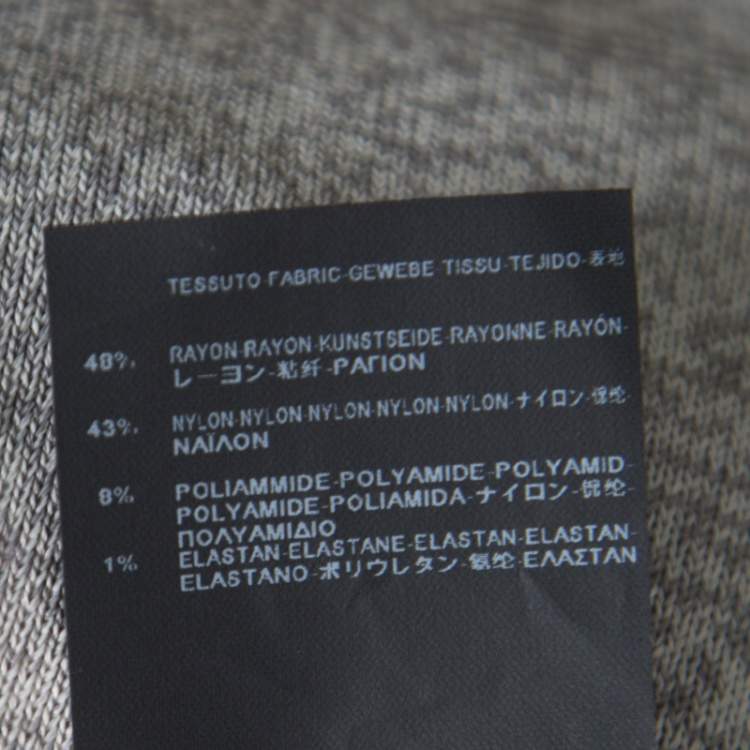 TESSUTO-FABRIC-GEWEBE-TISSU-TEJIDO-表地
48% RAYON-RAYON-KUNSTSEIDE-RAYONNE-RAYÓN-
レーヨン-粘纤-ΡΑΓΙΟΝ
43% NYLON-NYLON-NYLON-NYLON-NYLON-ナイロン-锦纶-
ΝΑΪΛΟΝ
8% POLIAMMIDE-POLYAMIDE-POLYAMID-
POLYAMIDE-POLIAMIDA-ナイロン-锦纶-
ΠΟΛΥΑΜΙΔΙΟ
1% ELASTAN-ELASTANE-ELASTAN-ELASTAN-
ELASTANO-ポリウレタン-氨纶-ΕΛΑΣΤΑΝ